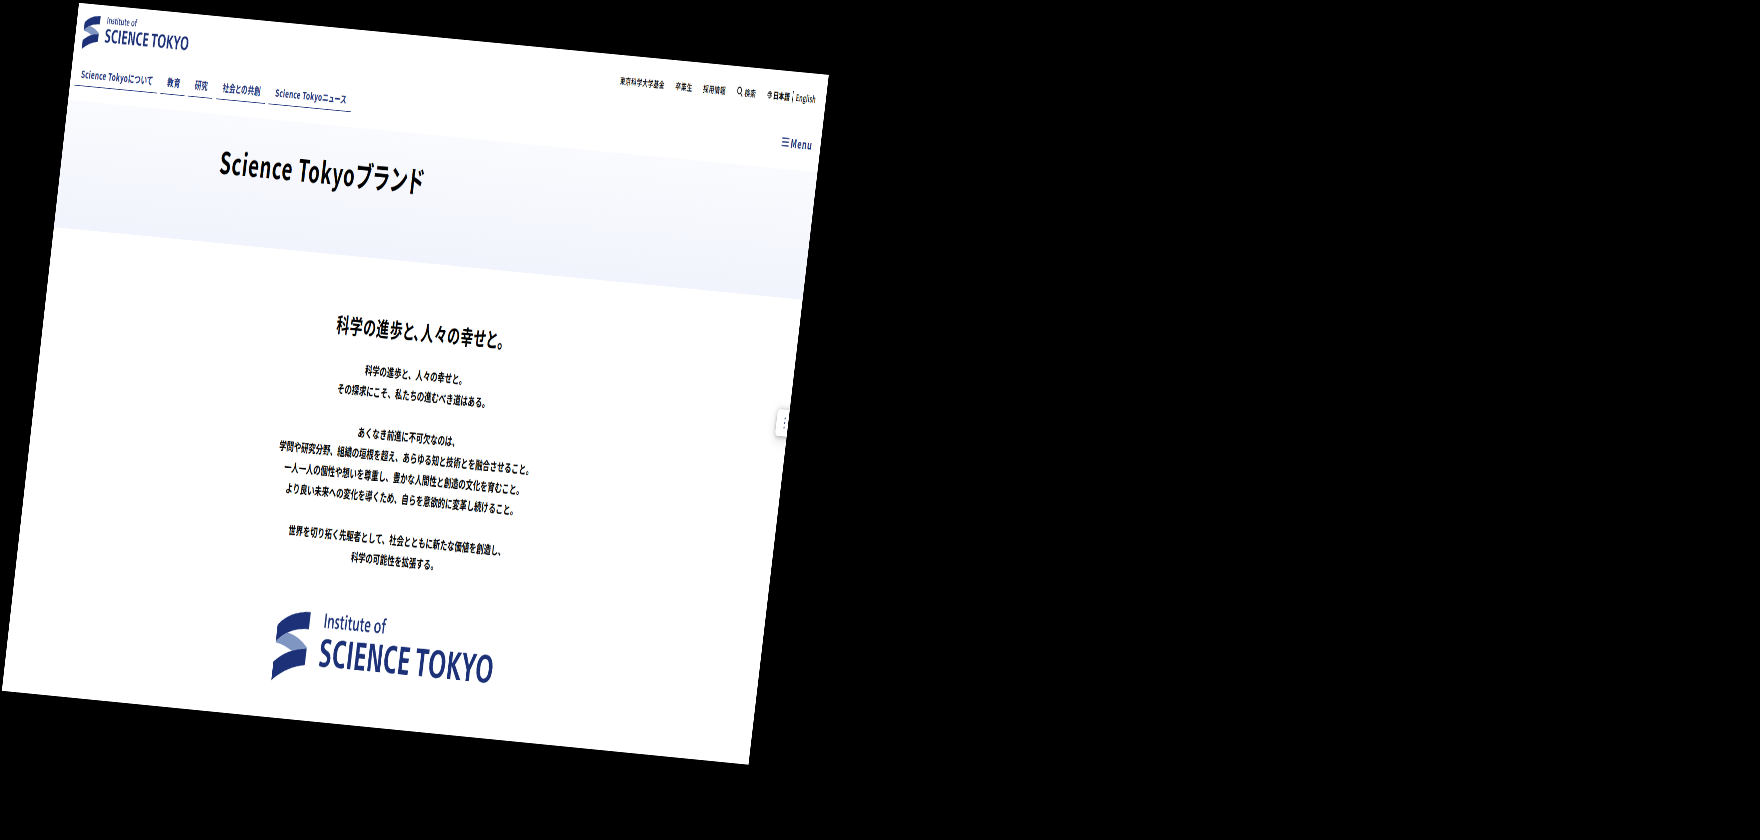 Institute of
SCIENCE TOKYO
東京科学大学基金 卒業生 採用情報 検索 日本語 English
Science Tokyoについて 教育 研究 社会との共創 Science Tokyoニュース
Menu
Science Tokyoブランド
科学の進歩と、人々の幸せと。
科学の進歩と、人々の幸せと。
その探求にこそ、私たちの進むべき道はある。
あくなき前進に不可欠なのは、
学問や研究分野、組織の垣根を超え、あらゆる知と技術とを融合させること。
一人一人の個性や想いを尊重し、豊かな人間性と創造の文化を育むこと。
より良い未来への変化を導くため、自らを意欲的に変革し続けること。
世界を切り拓く先駆者として、社会とともに新たな価値を創造し、
科学の可能性を拡張する。
Institute of
SCIENCE TOKYO